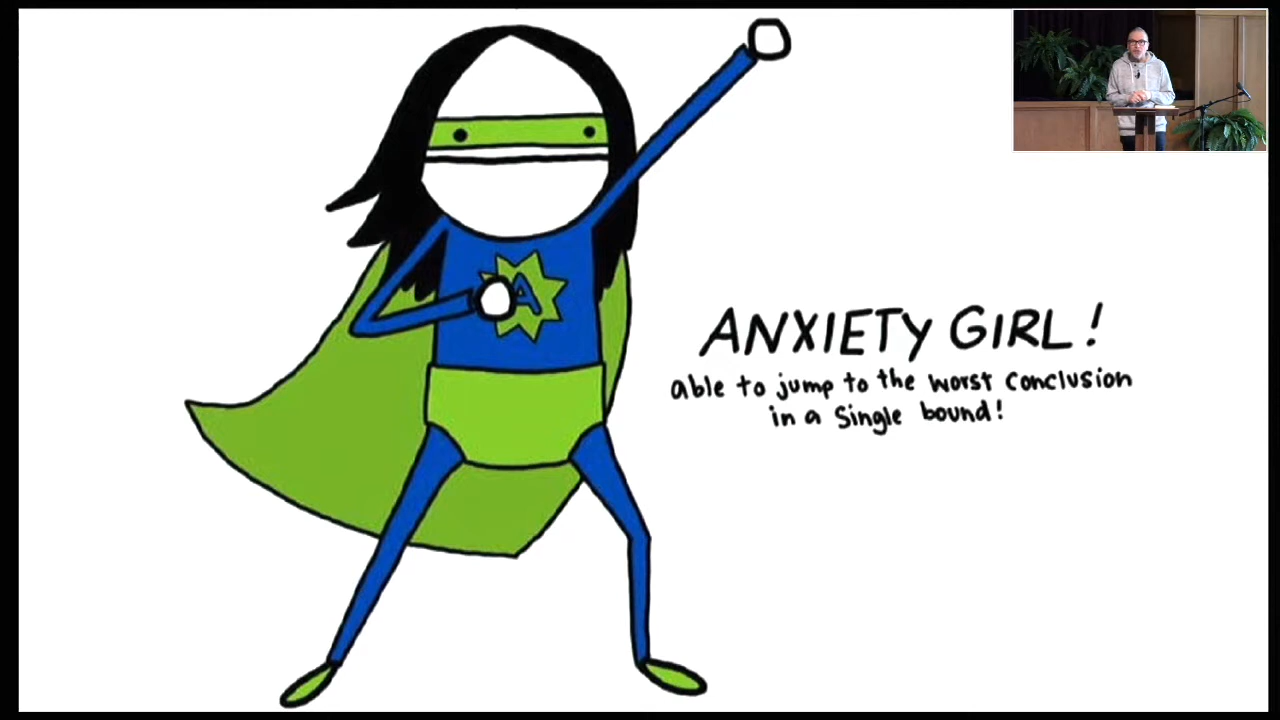 A
ANXIETY GIRL!
able to jump to the worst conclusion
in a single bound!